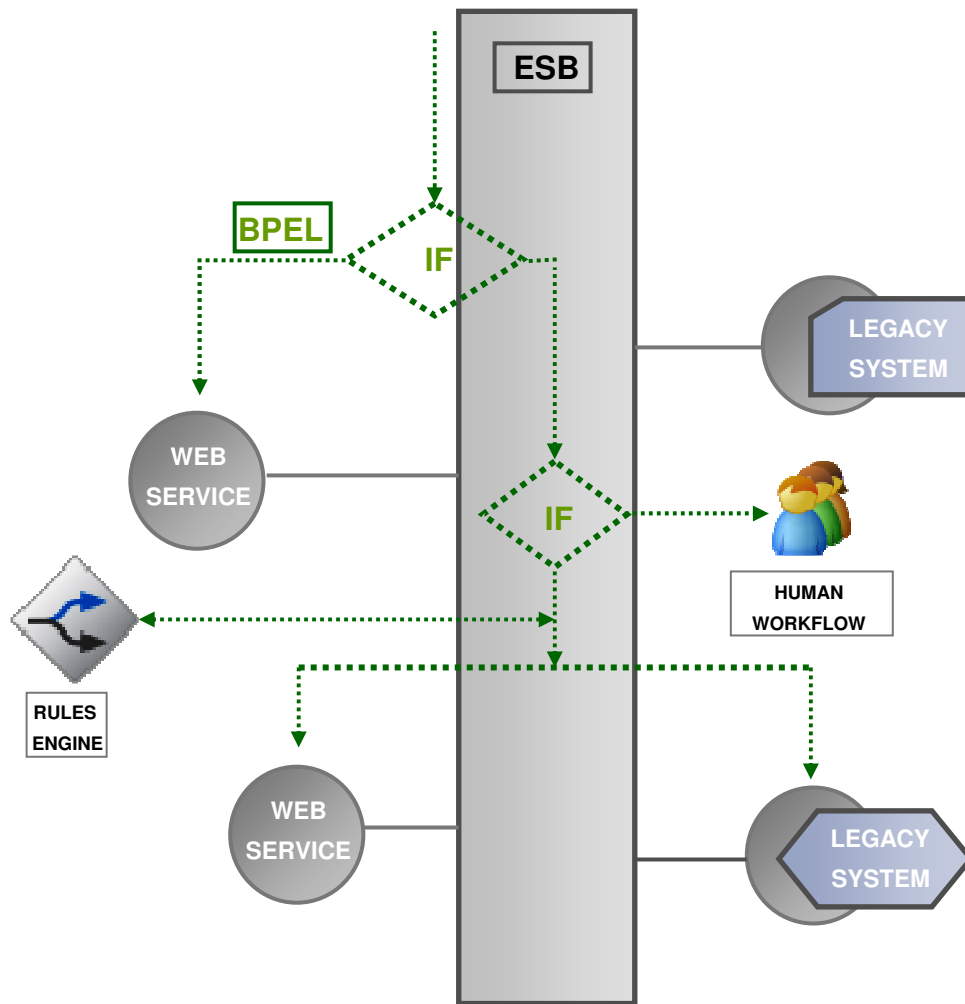 ESB
BPEL
IF
LEGACY
SYSTEM
WEB
SERVICE
IF
HUMAN
WORKFLOW
RULES
ENGINE
WEB
SERVICE
LEGACY
SYSTEM